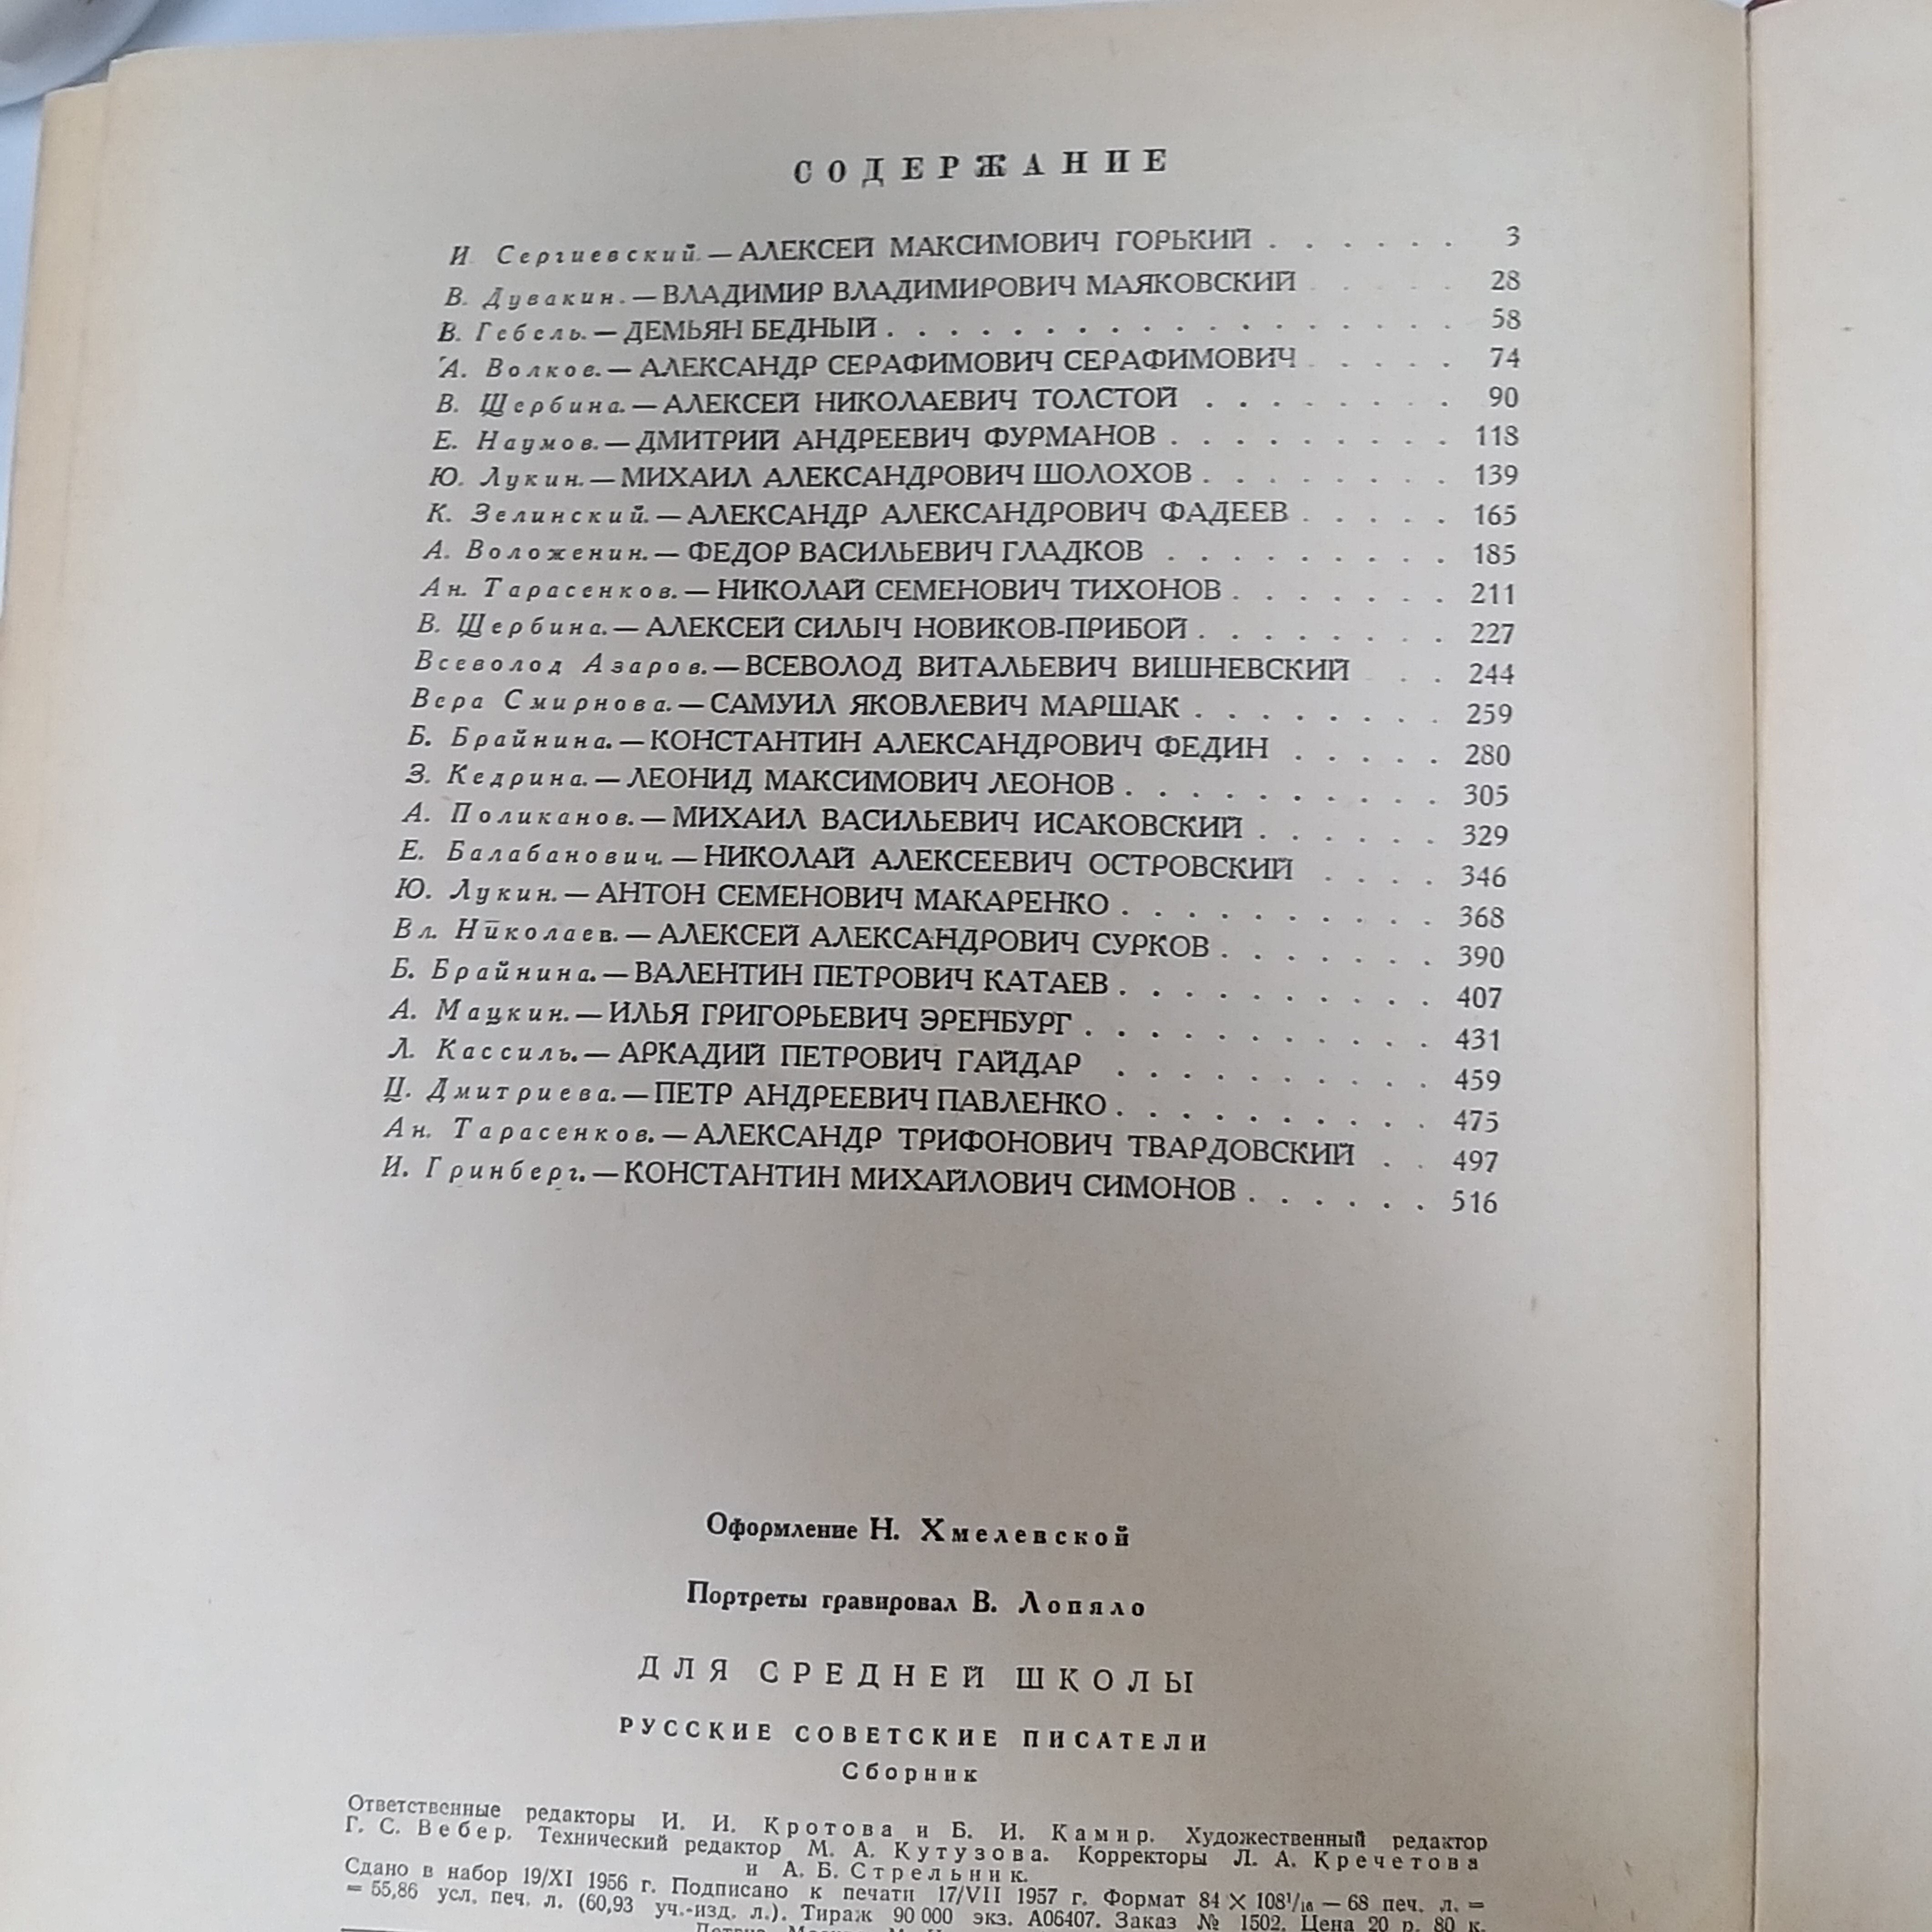 СОДЕРЖАНИЕ
И. Сергиевский. — АЛЕКСЕЙ МАКСИМОВИЧ ГОРЬКИЙ . . . . . . 3
В. Дувакин. — ВЛАДИМИР ВЛАДИМИРОВИЧ МАЯКОВСКИЙ . . . . . 28
В. Гебель. — ДЕМЬЯН БЕДНЫЙ . . . . . . . . . . . . . . . . 58
А. Волков. — АЛЕКСАНДР СЕРАФИМОВИЧ СЕРАФИМОВИЧ . . . . . 74
В. Щербина. — АЛЕКСЕЙ НИКОЛАЕВИЧ ТОЛСТОЙ . . . . . . . . 90
Е. Наумов. — ДМИТРИЙ АНДРЕЕВИЧ ФУРМАНОВ . . . . . . . . . 118
Ю. Лукин. — МИХАИЛ АЛЕКСАНДРОВИЧ ШОЛОХОВ . . . . . . . . 139
К. Зелинский. — АЛЕКСАНДР АЛЕКСАНДРОВИЧ ФАДЕЕВ . . . . . 165
А. Воложенин. — ФЕДОР ВАСИЛЬЕВИЧ ГЛАДКОВ . . . . . . . . . 185
Ан. Тарасенков. — НИКОЛАЙ СЕМЕНОВИЧ ТИХОНОВ . . . . . . . 211
В. Щербина. — АЛЕКСЕЙ СИЛЫЧ НОВИКОВ-ПРИБОЙ . . . . . . . . 227
Всеволод Азаров. — ВСЕВОЛОД ВИТАЛЬЕВИЧ ВИШНЕВСКИЙ . . . 244
Вера Смирнова. — САМУИЛ ЯКОВЛЕВИЧ МАРШАК . . . . . . . . 259
Б. Брайнина. — КОНСТАНТИН АЛЕКСАНДРОВИЧ ФЕДИН . . . . . 280
З. Кедрина. — ЛЕОНИД МАКСИМОВИЧ ЛЕОНОВ . . . . . . . . . . 305
А. Поликанов. — МИХАИЛ ВАСИЛЬЕВИЧ ИСАКОВСКИЙ . . . . . . 329
Е. Балабанович. — НИКОЛАЙ АЛЕКСЕЕВИЧ ОСТРОВСКИЙ . . . . 346
Ю. Лукин. — АНТОН СЕМЕНОВИЧ МАКАРЕНКО . . . . . . . . . . 368
Вл. Николаев. — АЛЕКСЕЙ АЛЕКСАНДРОВИЧ СУРКОВ . . . . . . . 390
Б. Брайнина. — ВАЛЕНТИН ПЕТРОВИЧ КАТАЕВ . . . . . . . . . . 407
А. Мацкин. — ИЛЬЯ ГРИГОРЬЕВИЧ ЭРЕНБУРГ . . . . . . . . . . . 431
Л. Кассиль. — АРКАДИЙ ПЕТРОВИЧ ГАЙДАР . . . . . . . . . . 459
Ц. Дмитриева. — ПЕТР АНДРЕЕВИЧ ПАВЛЕНКО . . . . . . . . . . 475
Ан. Тарасенков. — АЛЕКСАНДР ТРИФОНОВИЧ ТВАРДОВСКИЙ . . 497
И. Гринберг. — КОНСТАНТИН МИХАЙЛОВИЧ СИМОНОВ . . . . . . 516
Оформление Н. Хмелевской
Портреты гравировал В. Лопяло
ДЛЯ СРЕДНЕЙ ШКОЛЫ
РУССКИЕ СОВЕТСКИЕ ПИСАТЕЛИ
Сборник
Ответственные редакторы И. И. Кротова и Б. И. Камир. Художественный редактор
Г. С. Вебер. Технический редактор М. А. Кутузова. Корректоры Л. А. Кречетова
и А. Б. Стрельник.
Сдано в набор 19/XI 1956 г. Подписано к печати 17/VII 1957 г. Формат 84 × 108¹/₁₆ — 68 печ. л. =
= 55,86 усл. печ. л. (60,93 уч.-изд. л.). Тираж 90 000 экз. А06407. Заказ № 1502. Цена 20 р. 80 к.